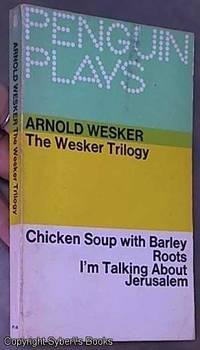 PENGUIN
PLAYS
ARNOLD WESKER
The Wesker Trilogy
Chicken Soup with Barley
Roots
I'm Talking About
Jerusalem
ARNOLD WESKER The Wesker Trilogy
Copyright © Syber's Books